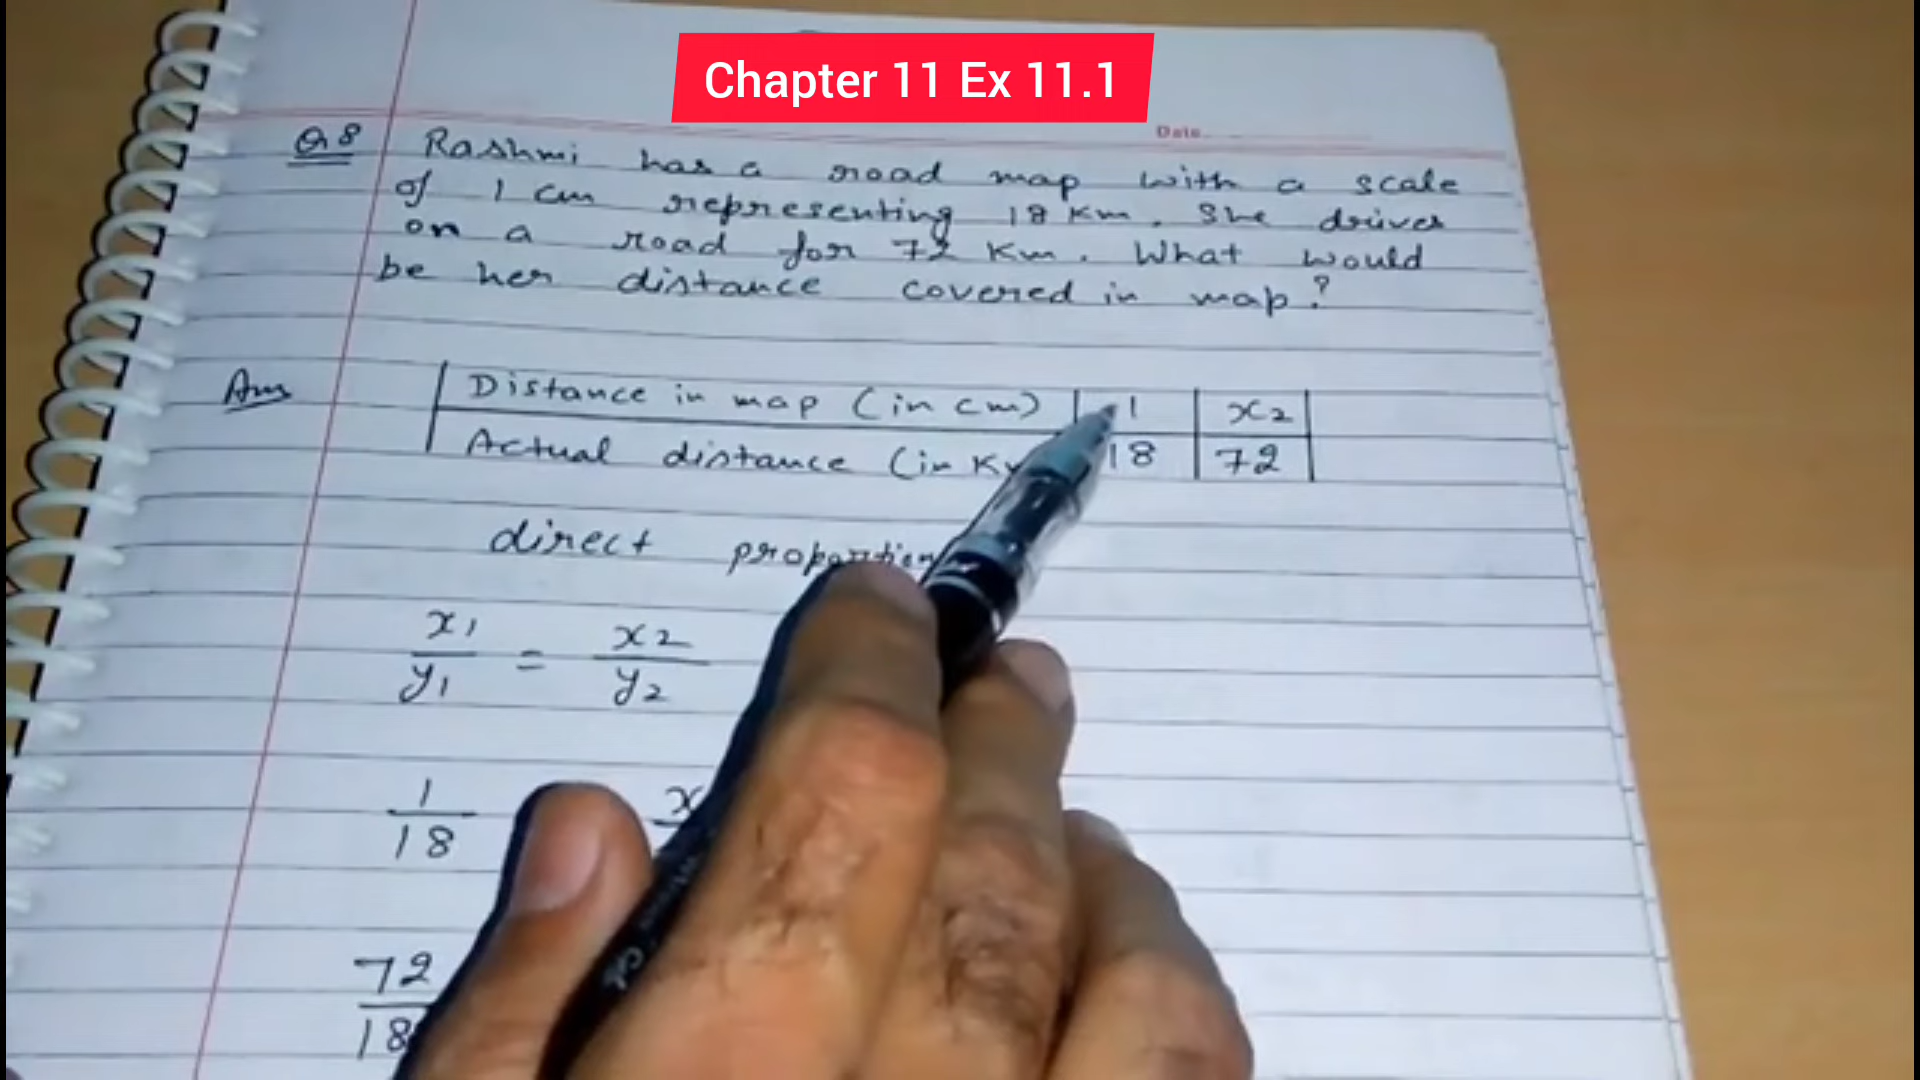 Chapter 11 Ex 11.1
Date
Q8 Rashmi has a road map with a scale
of 1 cm representing 18 Km. She drives
on a road for 72 Km. What would
be her distance covered in map?
Ans
Distance in map (in cm) 1 x2
Actual distance (in K 18 72
direct proportion
x1 / y1 = x2 / y2
1 / 18 x
72 / 18